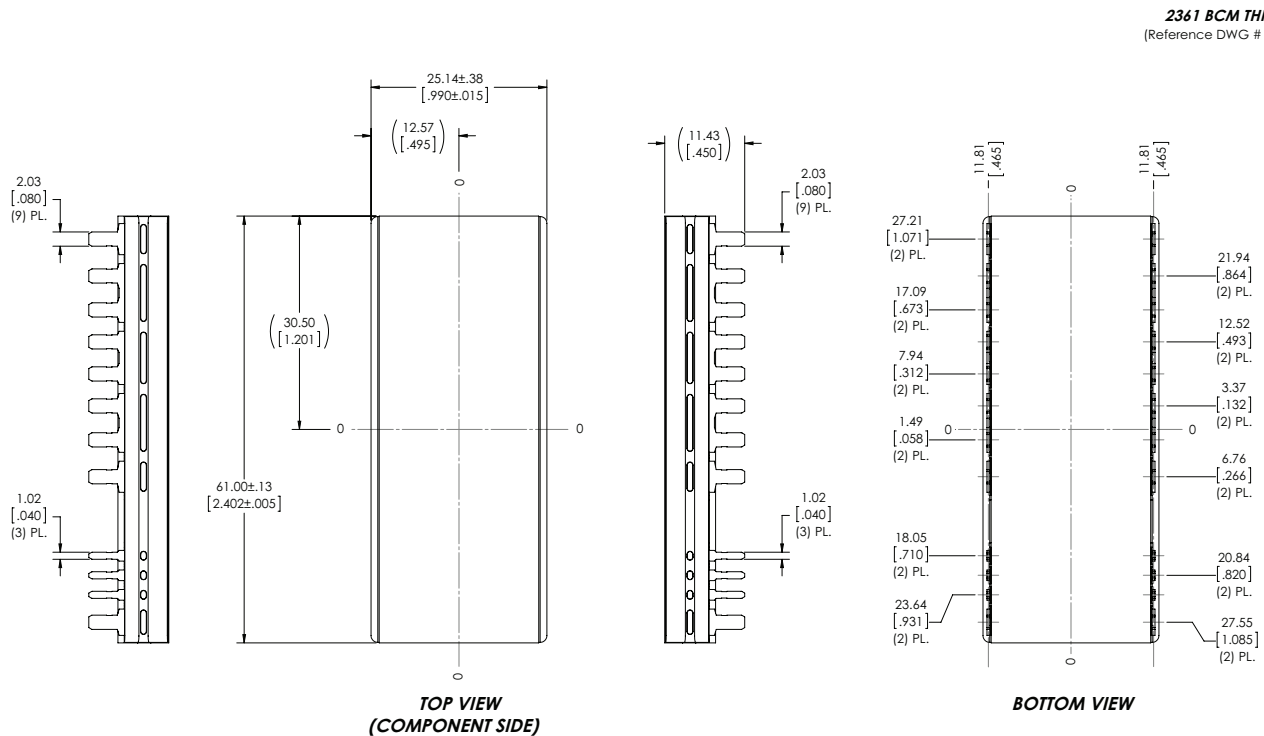 2361 BCM TH
(Reference DWG #
25.14±.38
[.990±.015]
(12.57
[.495])
(11.43
[.450])
2.03
[.080]
(9) PL.
0
2.03
[.080]
(9) PL.
(30.50
[1.201])
0
0
61.00±.13
[2.402±.005]
1.02
[.040]
(3) PL.
1.02
[.040]
(3) PL.
0
TOP VIEW
(COMPONENT SIDE)
11.81
[.465]
11.81
[.465]
0
27.21
[1.071]
(2) PL.
21.94
[.864]
(2) PL.
17.09
[.673]
(2) PL.
12.52
[.493]
(2) PL.
7.94
[.312]
(2) PL.
3.37
[.132]
(2) PL.
1.49
[.058]
(2) PL.
0
0
6.76
[.266]
(2) PL.
18.05
[.710]
(2) PL.
20.84
[.820]
(2) PL.
23.64
[.931]
(2) PL.
27.55
[1.085]
(2) PL.
0
BOTTOM VIEW